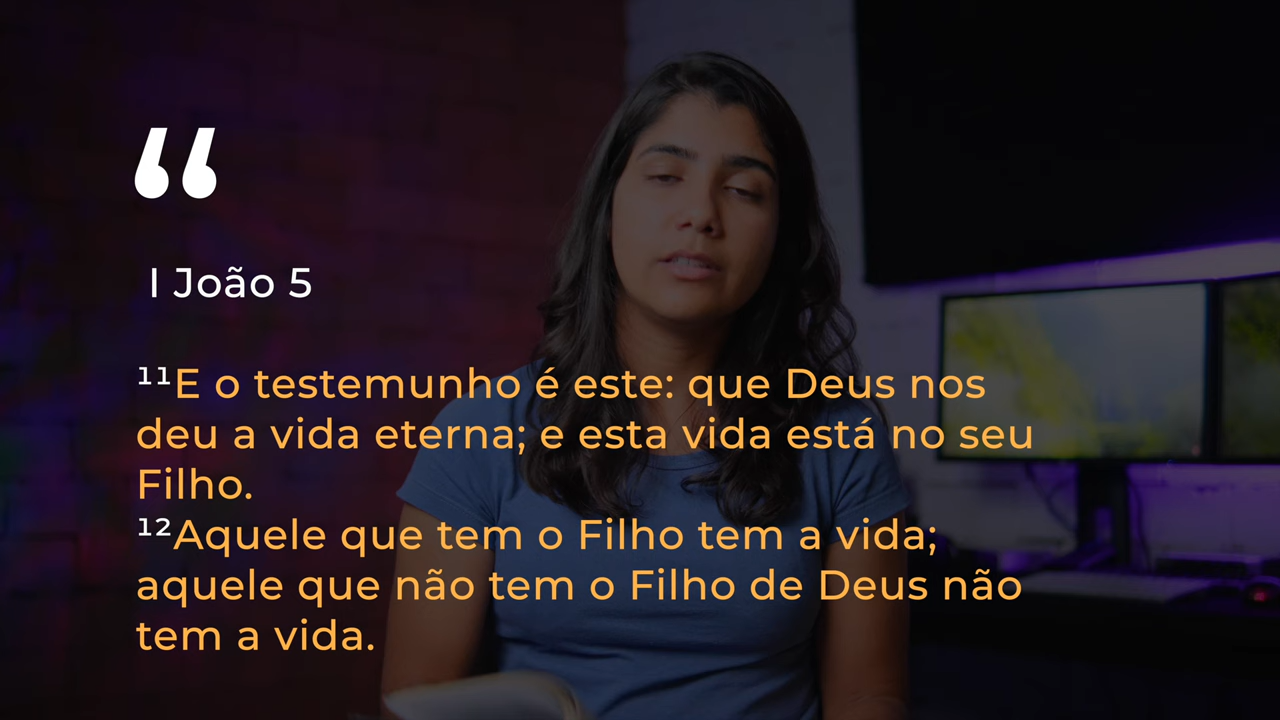 “
I João 5
¹¹E o testemunho é este: que Deus nos
deu a vida eterna; e esta vida está no seu
Filho.
¹²Aquele que tem o Filho tem a vida;
aquele que não tem o Filho de Deus não
tem a vida.